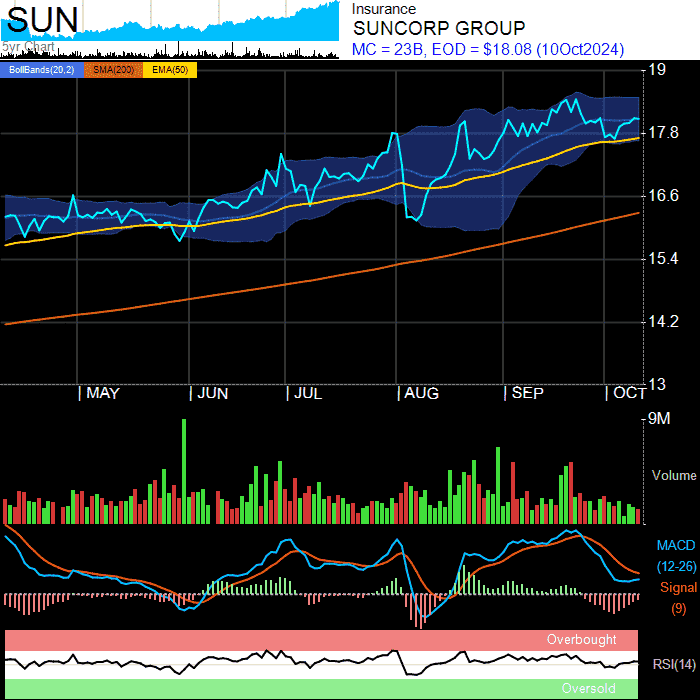 SUN
5yr Chart
Insurance
SUNCORP GROUP
MC = 23B, EOD = $18.08 (10Oct2024)
BollBands(20,2) SMA(200) EMA(50)
19
17.8
16.6
15.4
14.2
13
| MAY | JUN | JUL | AUG | SEP | OCT
9M
Volume
MACD
(12-26)
Signal
(9)
Overbought
RSI(14)
Oversold